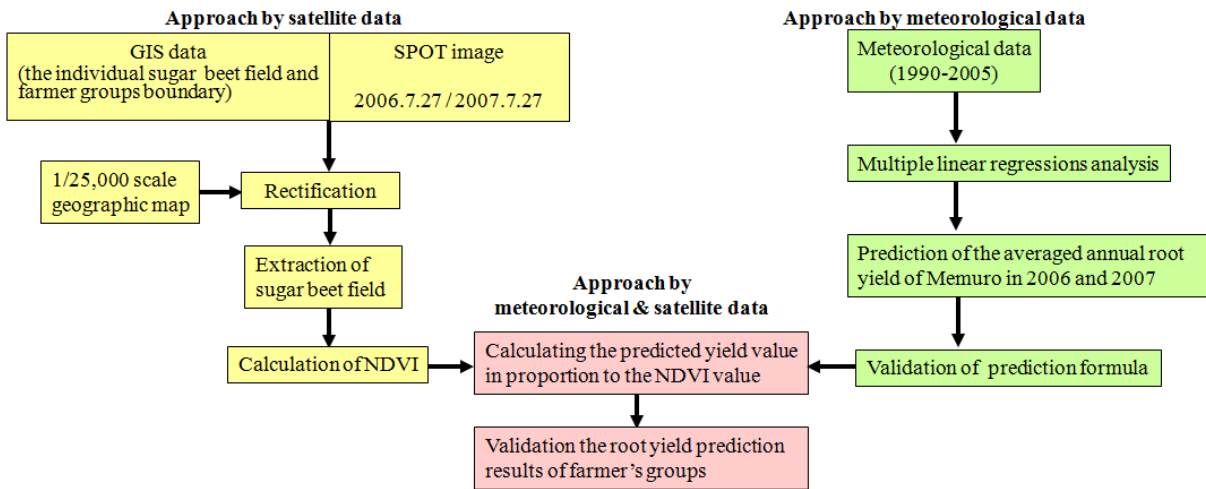 Approach by satellite data
GIS data
(the individual sugar beet field and
farmer groups boundary)
SPOT image
2006.7.27 / 2007.7.27
1/25,000 scale
geographic map
Rectification
Extraction of
sugar beet field
Calculation of NDVI
Approach by
meteorological & satellite data
Calculating the predicted yield value
in proportion to the NDVI value
Validation the root yield prediction
results of farmer's groups
Approach by meteorological data
Meteorological data
(1990-2005)
Multiple linear regressions analysis
Prediction of the averaged annual root
yield of Memuro in 2006 and 2007
Validation of prediction formula